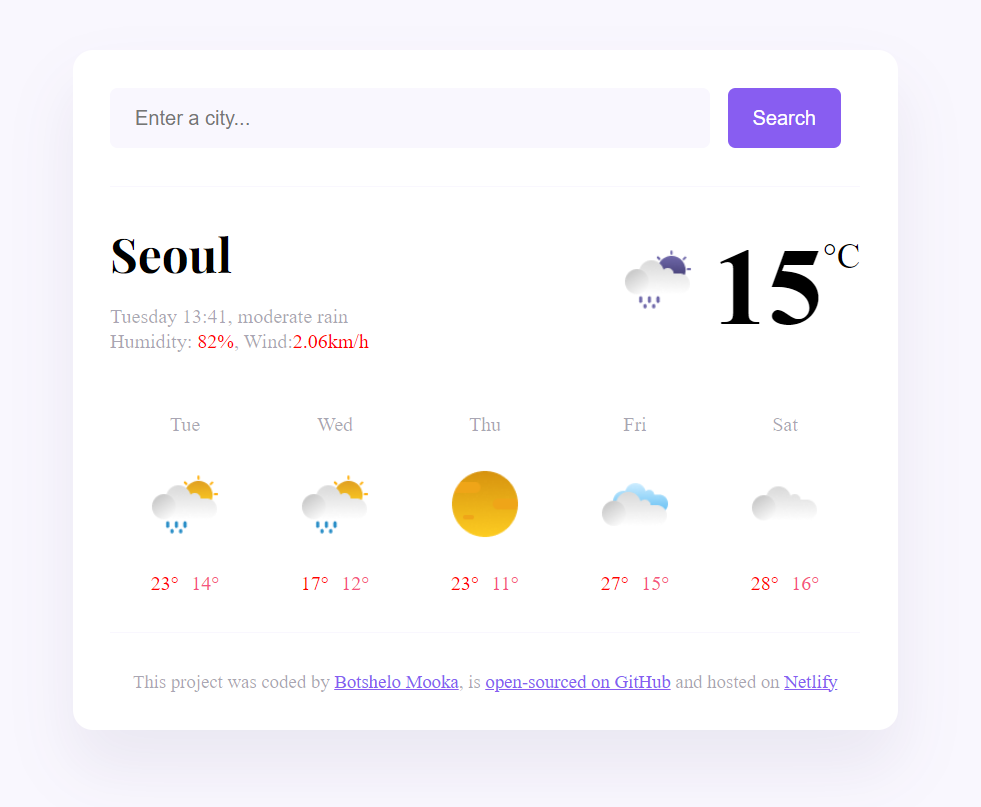 Enter a city...
Search
Seoul
15°C
Tuesday 13:41, moderate rain
Humidity: 82%, Wind:2.06km/h
Tue Wed Thu Fri Sat
23° 14° 17° 12° 23° 11° 27° 15° 28° 16°
This project was coded by Botshelo Mooka, is open-sourced on GitHub and hosted on Netlify